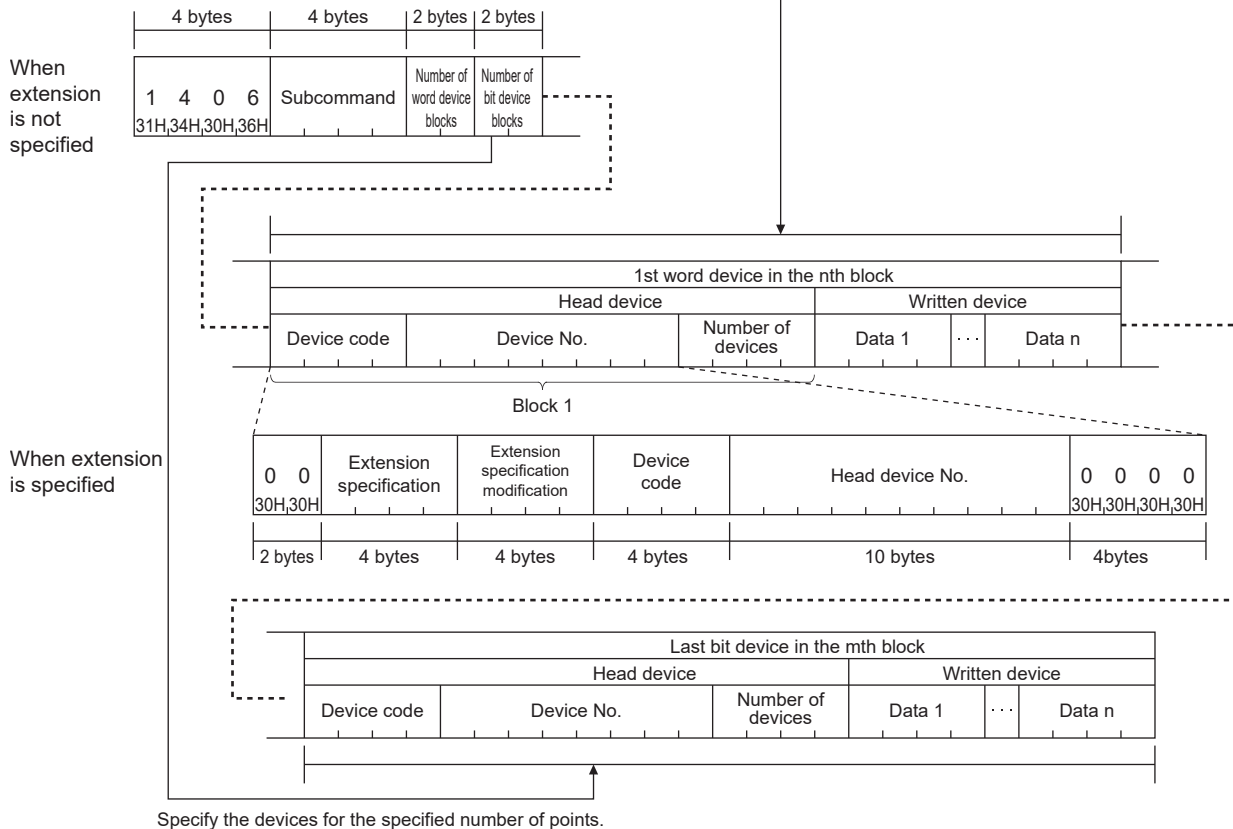 4 bytes 4 bytes 2 bytes 2 bytes
When
extension
is not
specified
1 4 0 6
31H 34H 30H 36H
Subcommand
Number of
word device
blocks
Number of
bit device
blocks
1st word device in the nth block
Head device Written device
Device code Device No. Number of
devices
Data 1 ··· Data n
Block 1
When extension
is specified
0 0
30H 30H
Extension
specification
Extension
specification
modification
Device
code
Head device No.
0 0 0 0
30H 30H 30H 30H
2 bytes 4 bytes 4 bytes 4 bytes 10 bytes 4bytes
Last bit device in the mth block
Head device Written device
Device code Device No. Number of
devices
Data 1 ··· Data n
Specify the devices for the specified number of points.